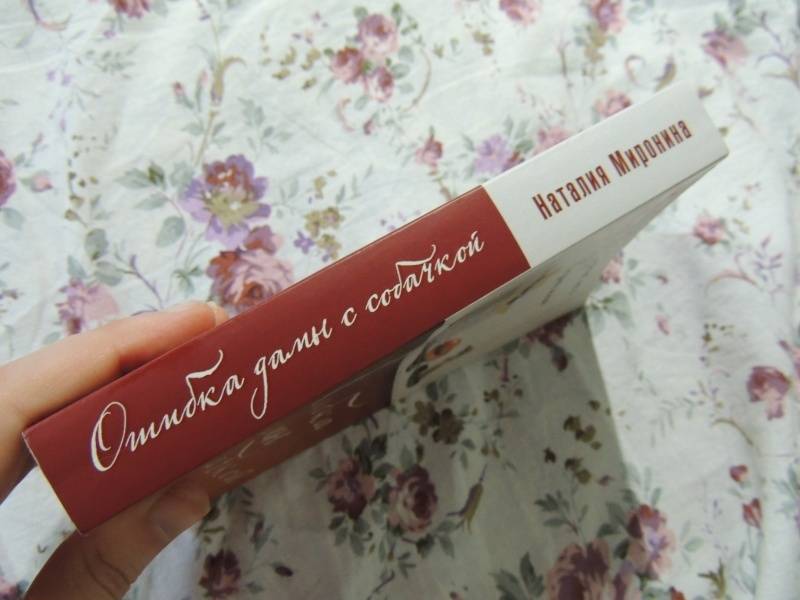 Ошибка дамы с собачкой
Наталия Миронина